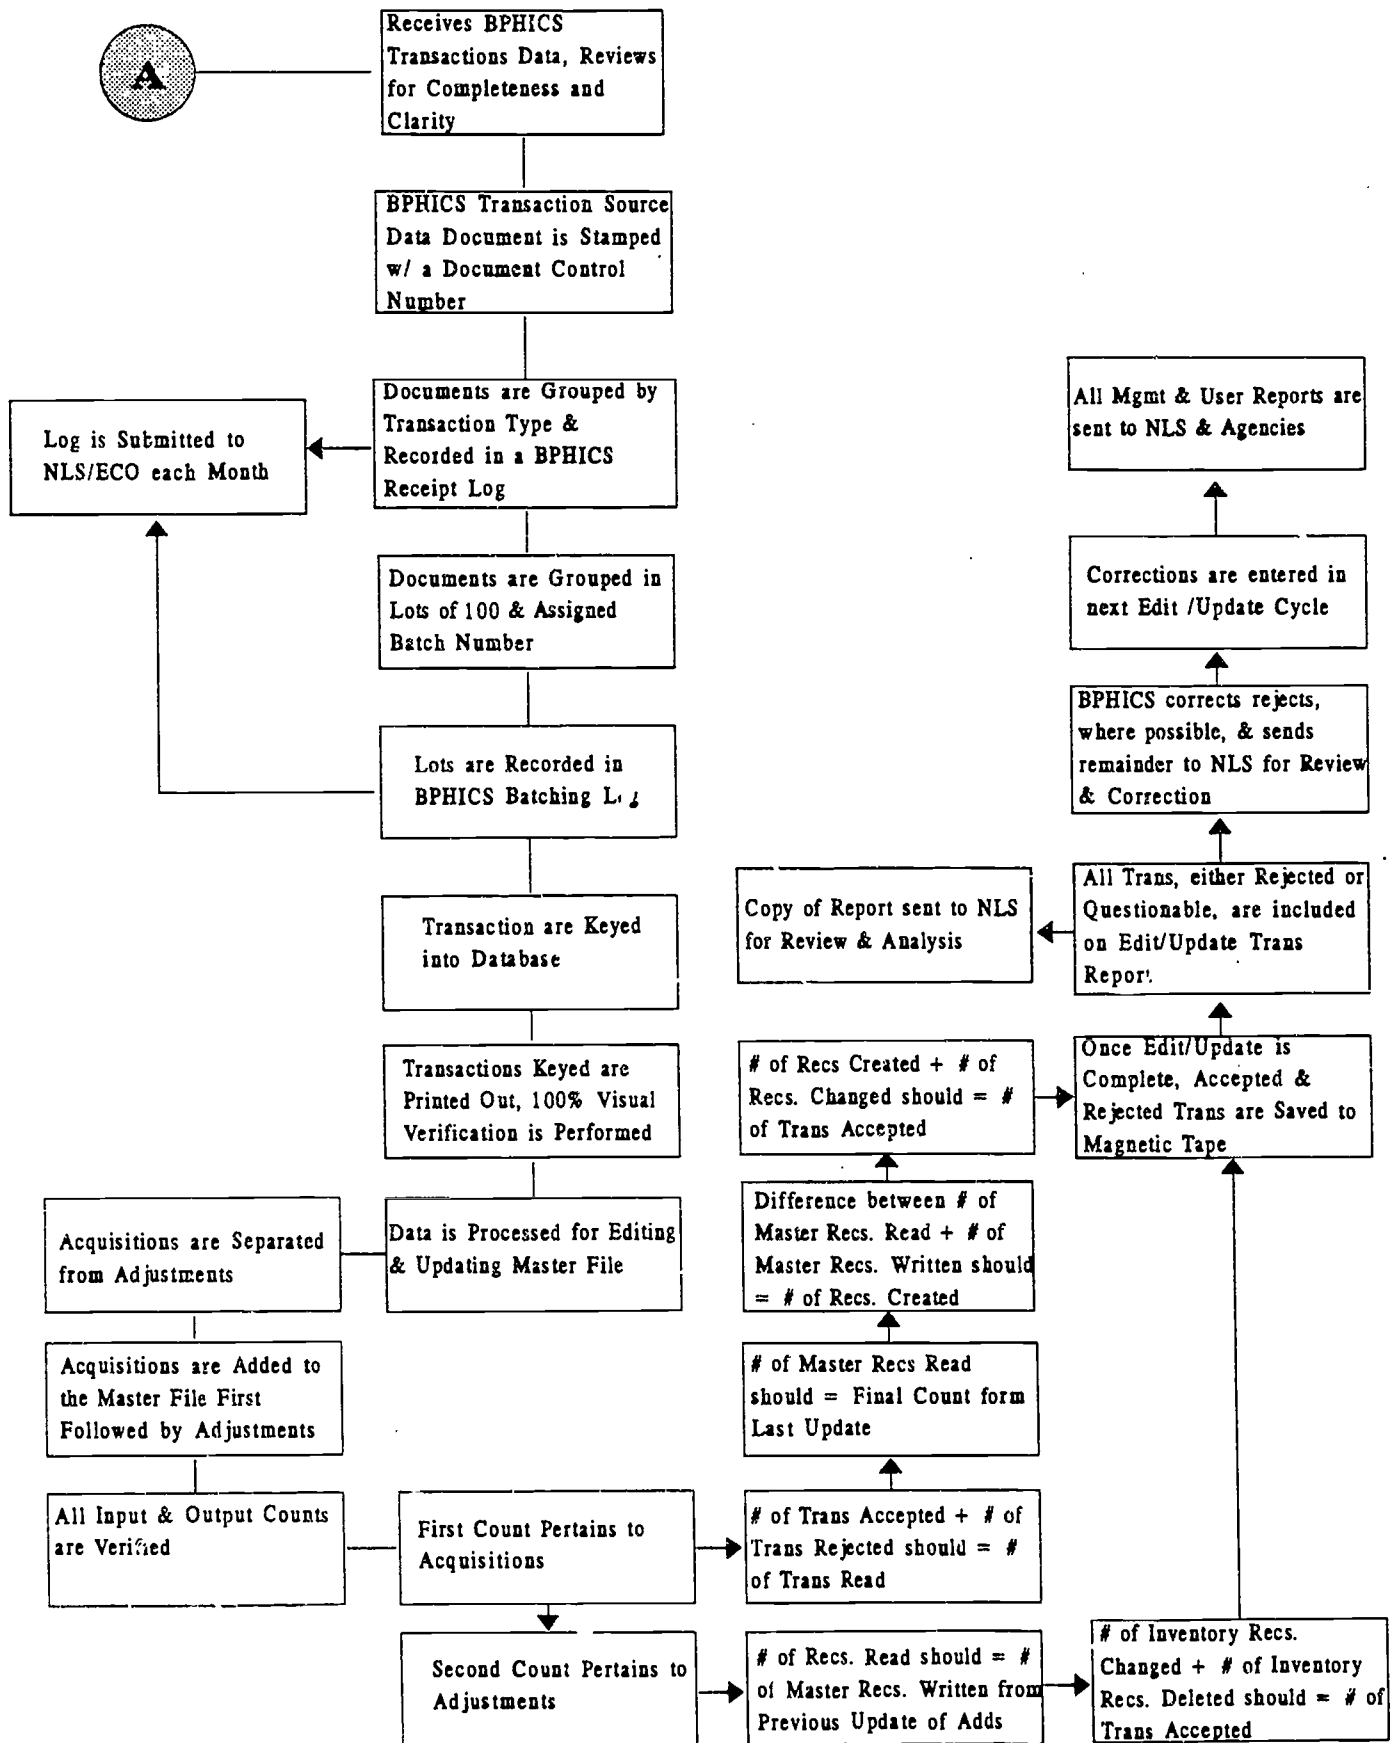 A
Receives BPHICS
Transactions Data, Reviews
for Completeness and
Clarity
BPHICS Transaction Source
Data Document is Stamped
w/ a Document Control
Number
Documents are Grouped by
Transaction Type &
Recorded in a BPHICS
Receipt Log
Log is Submitted to
NLS/ECO each Month
Documents are Grouped in
Lots of 100 & Assigned
Batch Number
Lots are Recorded in
BPHICS Batching
Transaction are Keyed
into Database
Transactions Keyed are
Printed Out, 100% Visual
Verification is Performed
Data is Processed for Editing
& Updating Master File
Acquisitions are Separated
from Adjustments
Acquisitions are Added to
the Master File First
Followed by Adjustments
All Input & Output Counts
are Verified
First Count Pertains to
Acquisitions
Second Count Pertains to
Adjustments
# of Trans Accepted + # of
Trans Rejected should = #
of Trans Read
# of Master Recs Read
should = Final Count form
Last Update
Difference between # of
Master Recs. Read + # of
Master Recs. Written should
= # of Recs. Created
# of Recs Created + # of
Recs. Changed should = #
of Trans Accepted
# of Recs. Read should = #
of Master Recs. Written from
Previous Update of Adds
# of Inventory Recs.
Changed + # of Inventory
Recs. Deleted should = # of
Trans Accepted
Once Edit/Update is
Complete, Accepted &
Rejected Trans are Saved to
Magnetic Tape
All Trans, either Rejected or
Questionable, are included
on Edit/Update Trans
Report.
Copy of Report sent to NLS
for Review & Analysis
BPHICS corrects rejects,
where possible, & sends
remainder to NLS for Review
& Correction
Corrections are entered in
next Edit /Update Cycle
All Mgmt & User Reports are
sent to NLS & Agencies